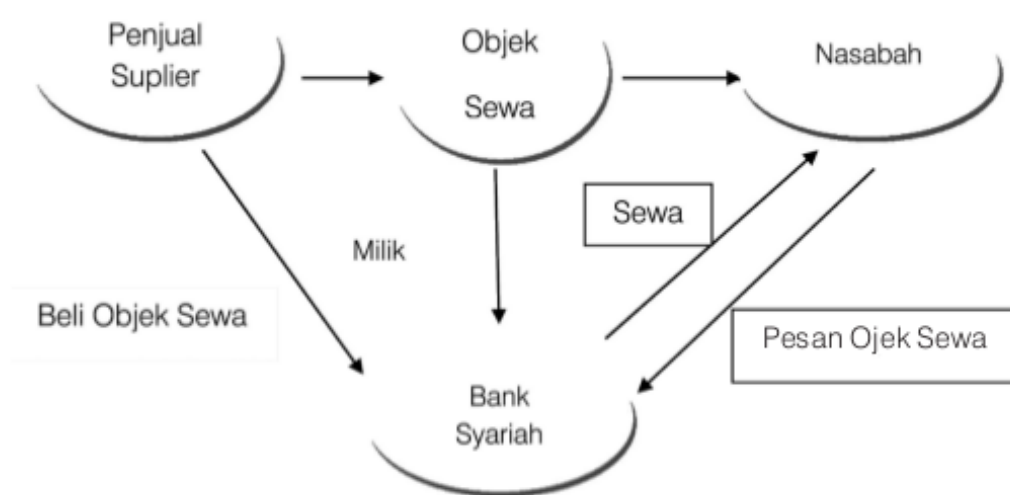 Penjual
Suplier
Objek
Sewa
Nasabah
Sewa
Milik
Beli Objek Sewa
Pesan Ojek Sewa
Bank
Syariah